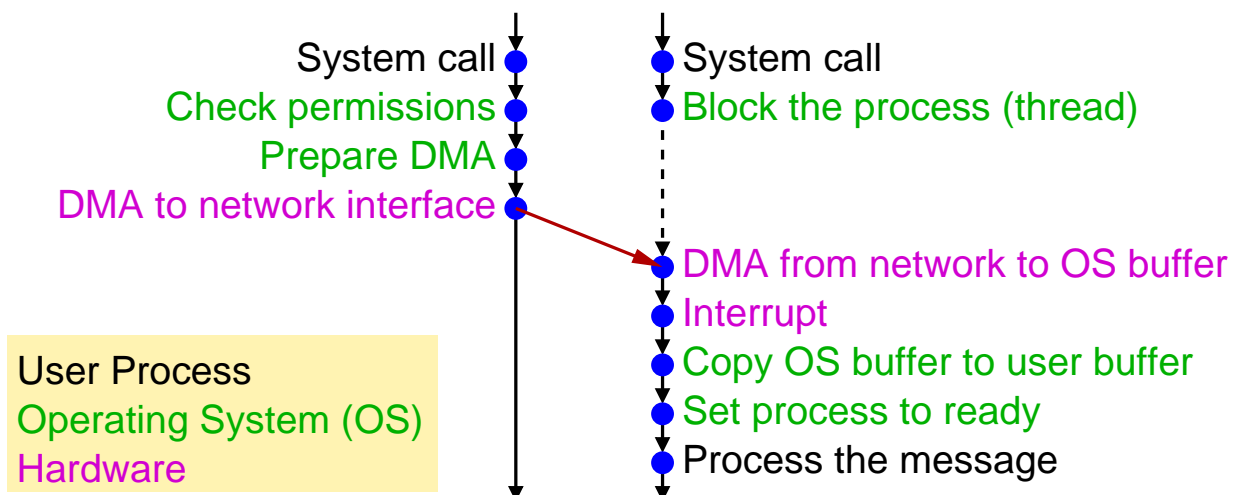 System call
Check permissions
Prepare DMA
DMA to network interface
System call
Block the process (thread)
DMA from network to OS buffer
Interrupt
Copy OS buffer to user buffer
Set process to ready
Process the message
User Process
Operating System (OS)
Hardware